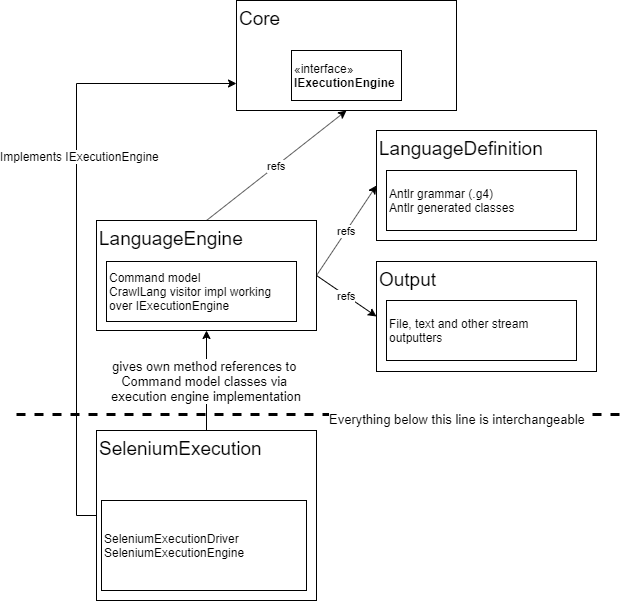 Core
«interface»
IExecutionEngine
Implements IExecutionEngine
refs
LanguageDefinition
Antlr grammar (.g4)
Antlr generated classes
LanguageEngine
Command model
CrawlLang visitor impl working
over IExecutionEngine
refs
refs
Output
File, text and other stream
outputters
gives own method references to
Command model classes via
execution engine implementation
Everything below this line is interchangeable
SeleniumExecution
SeleniumExecutionDriver
SeleniumExecutionEngine